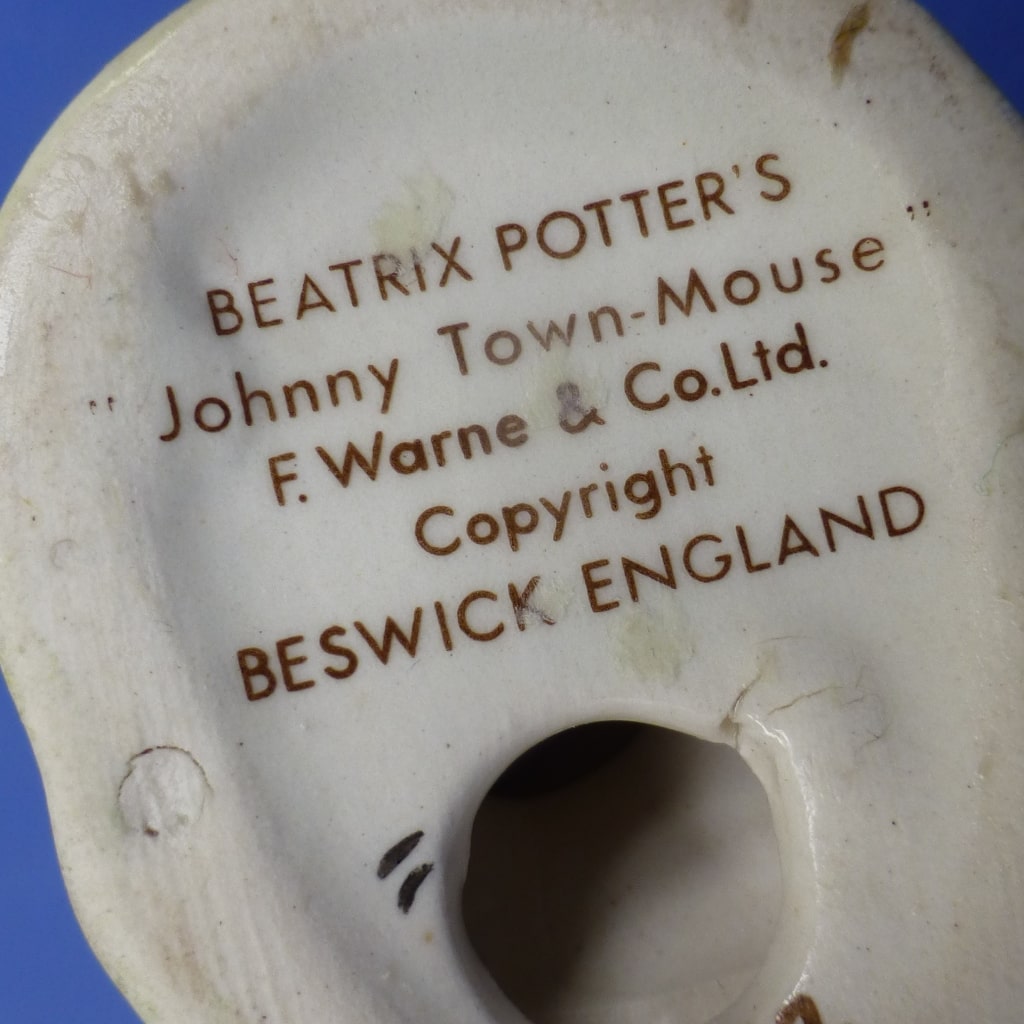 BEATRIX POTTER'S
"Johnny Town-Mouse"
F. Warne & Co.Ltd.
Copyright
BESWICK ENGLAND